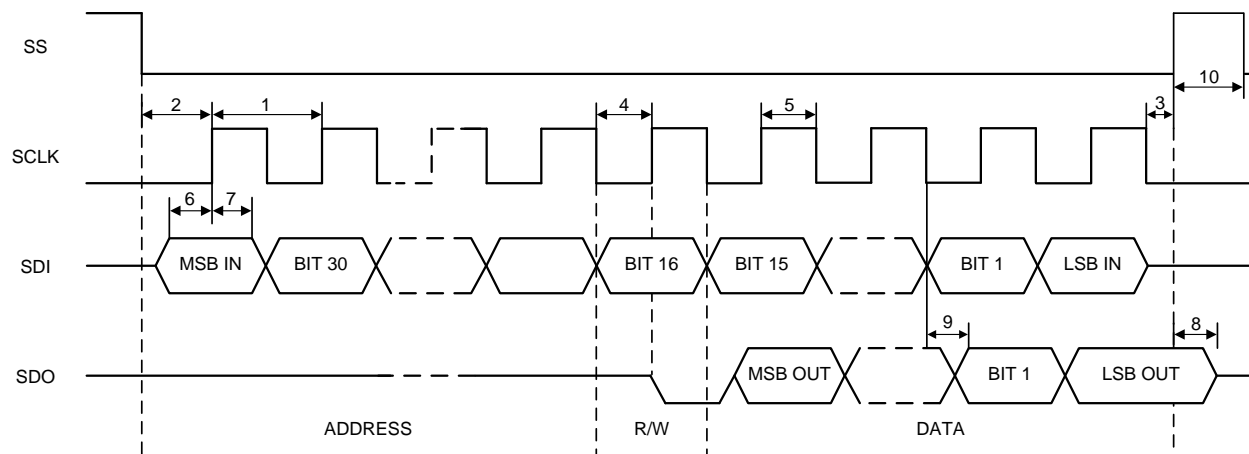 SS
10
2 1 4 5 3
SCLK
6 7
SDI MSB IN BIT 30 BIT 16 BIT 15 BIT 1 LSB IN
9 8
SDO MSB OUT BIT 1 LSB OUT
ADDRESS R/W DATA